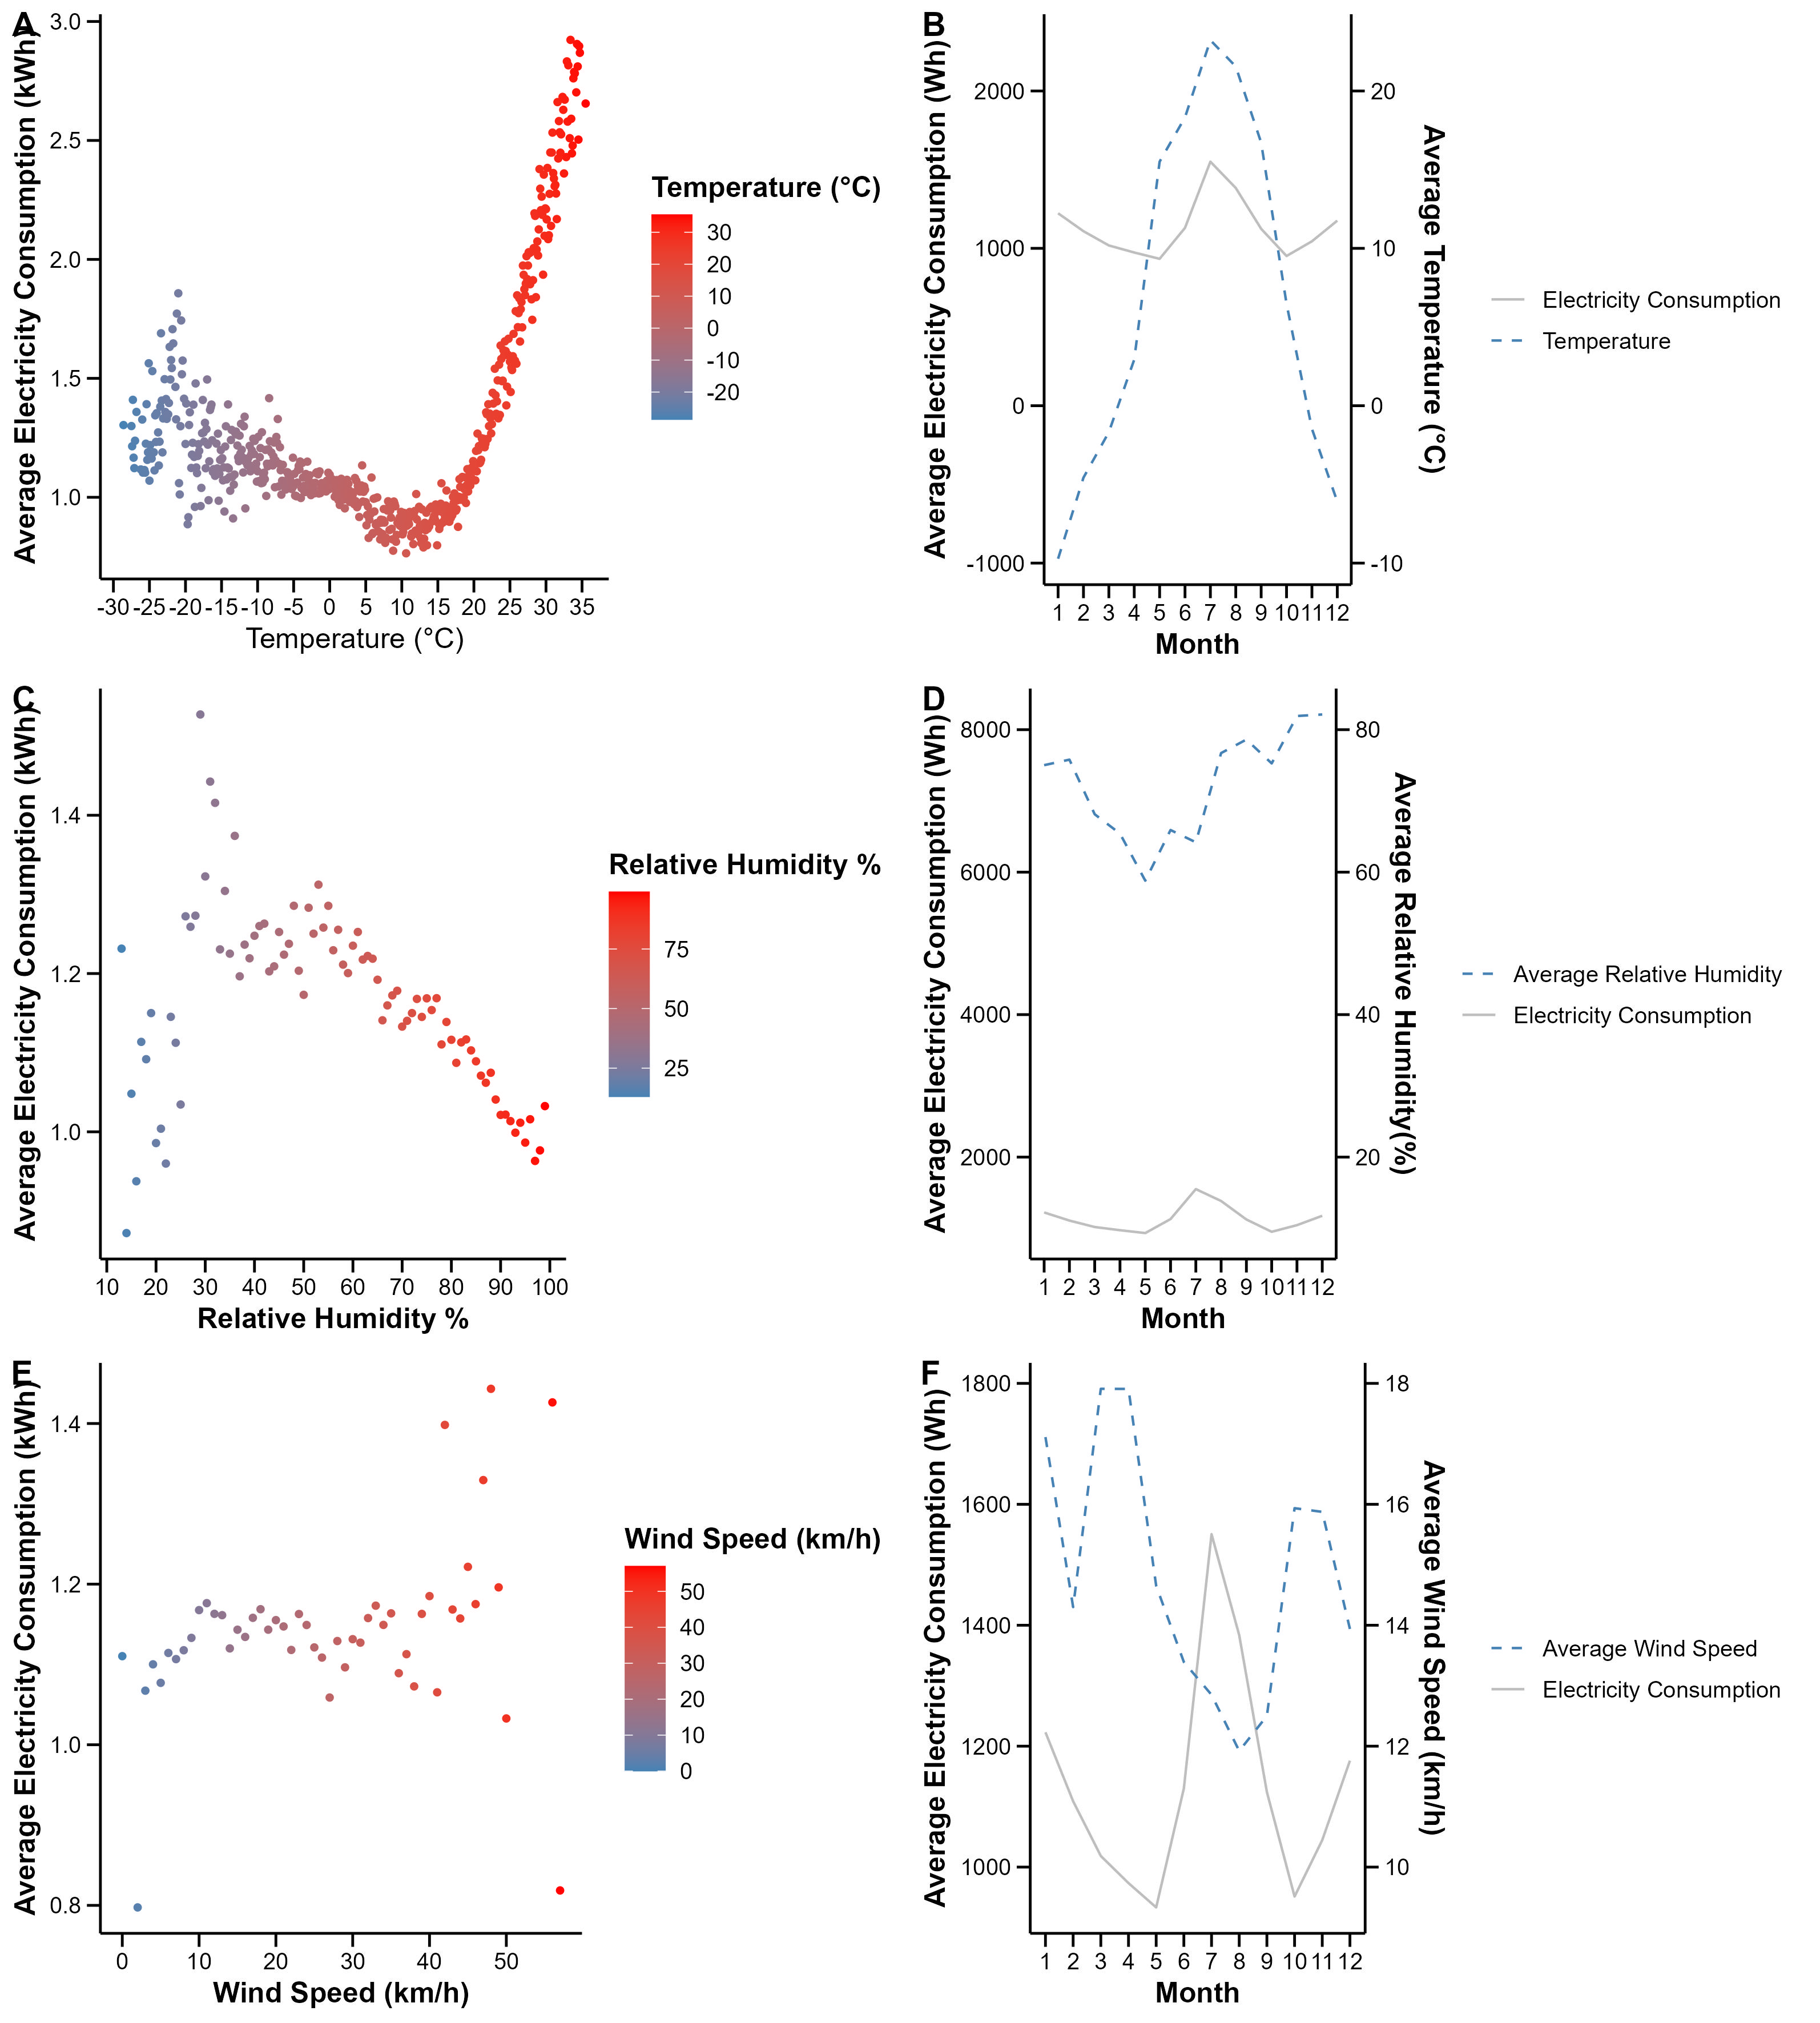 A
Average Electricity Consumption (kWh)
3.0
2.5
2.0
1.5
1.0
-30 -25 -20 -15 -10 -5 0 5 10 15 20 25 30 35
Temperature (°C)
Temperature (°C)
30
20
10
0
-10
-20
B
Average Electricity Consumption (Wh)
2000
1000
0
-1000
1 2 3 4 5 6 7 8 9 10 11 12
Month
20
10
0
-10
Average Temperature (°C)
Electricity Consumption
Temperature
C
Average Electricity Consumption (kWh)
1.4
1.2
1.0
10 20 30 40 50 60 70 80 90 100
Relative Humidity %
Relative Humidity %
75
50
25
D
Average Electricity Consumption (Wh)
8000
6000
4000
2000
1 2 3 4 5 6 7 8 9 10 11 12
Month
80
60
40
20
Average Relative Humidity(%)
Average Relative Humidity
Electricity Consumption
E
Average Electricity Consumption (kWh)
1.4
1.2
1.0
0.8
0 10 20 30 40 50
Wind Speed (km/h)
Wind Speed (km/h)
50
40
30
20
10
0
F
Average Electricity Consumption (Wh)
1800
1600
1400
1200
1000
1 2 3 4 5 6 7 8 9 10 11 12
Month
18
16
14
12
10
Average Wind Speed (km/h)
Average Wind Speed
Electricity Consumption